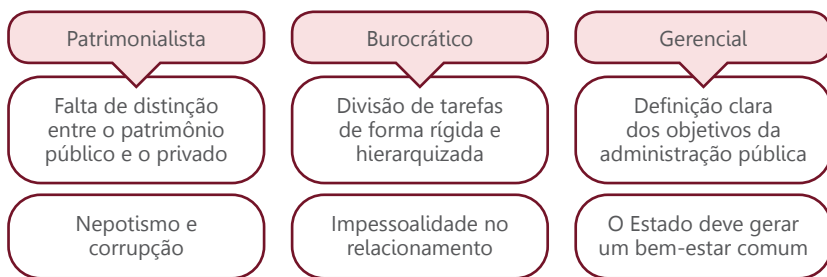 Patrimonialista
Falta de distinção
entre o patrimônio
público e o privado
Nepotismo e
corrupção
Burocrático
Divisão de tarefas
de forma rígida e
hierarquizada
Impessoalidade no
relacionamento
Gerencial
Definição clara
dos objetivos da
administração pública
O Estado deve gerar
um bem-estar comum